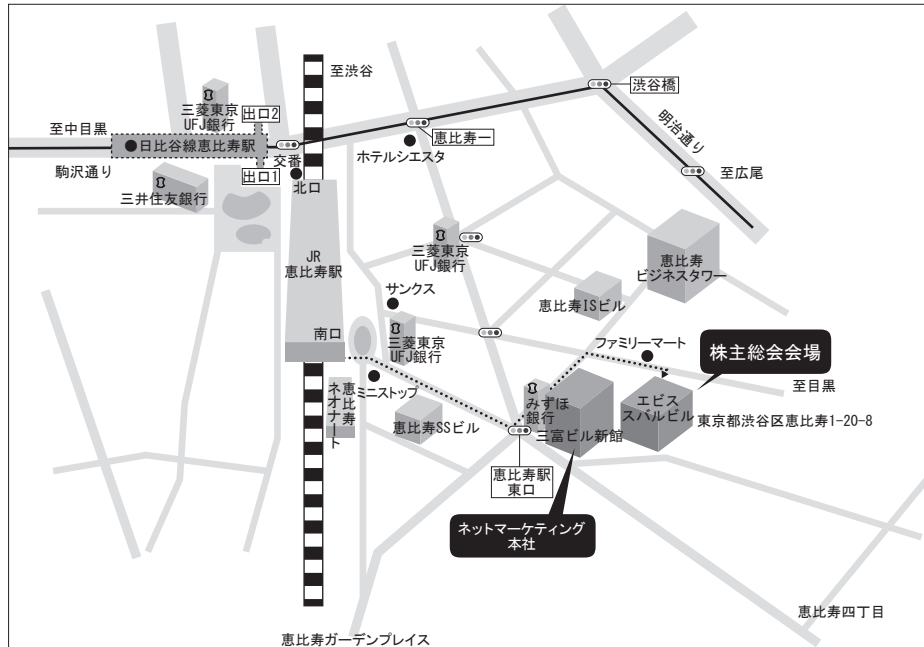 至渋谷
渋谷橋
三菱東京
UFJ銀行
出口2
至中目黒
日比谷線恵比寿駅
恵比寿一
明治通り
交番
ホテルシエスタ
駒沢通り
出口1
至広尾
三井住友銀行
北口
三菱東京
UFJ銀行
JR
恵比寿駅
恵比寿
ビジネスタワー
サンクス
恵比寿ISビル
南口
三菱東京
UFJ銀行
ファミリーマート
株主総会会場
ミニストップ
至目黒
恵比寿
ネオナート
みずほ
銀行
エビス
スバルビル
東京都渋谷区恵比寿1-20-8
恵比寿SSビル
三富ビル新館
恵比寿駅
東口
ネットマーケティング
本社
恵比寿四丁目
恵比寿ガーデンプレイス